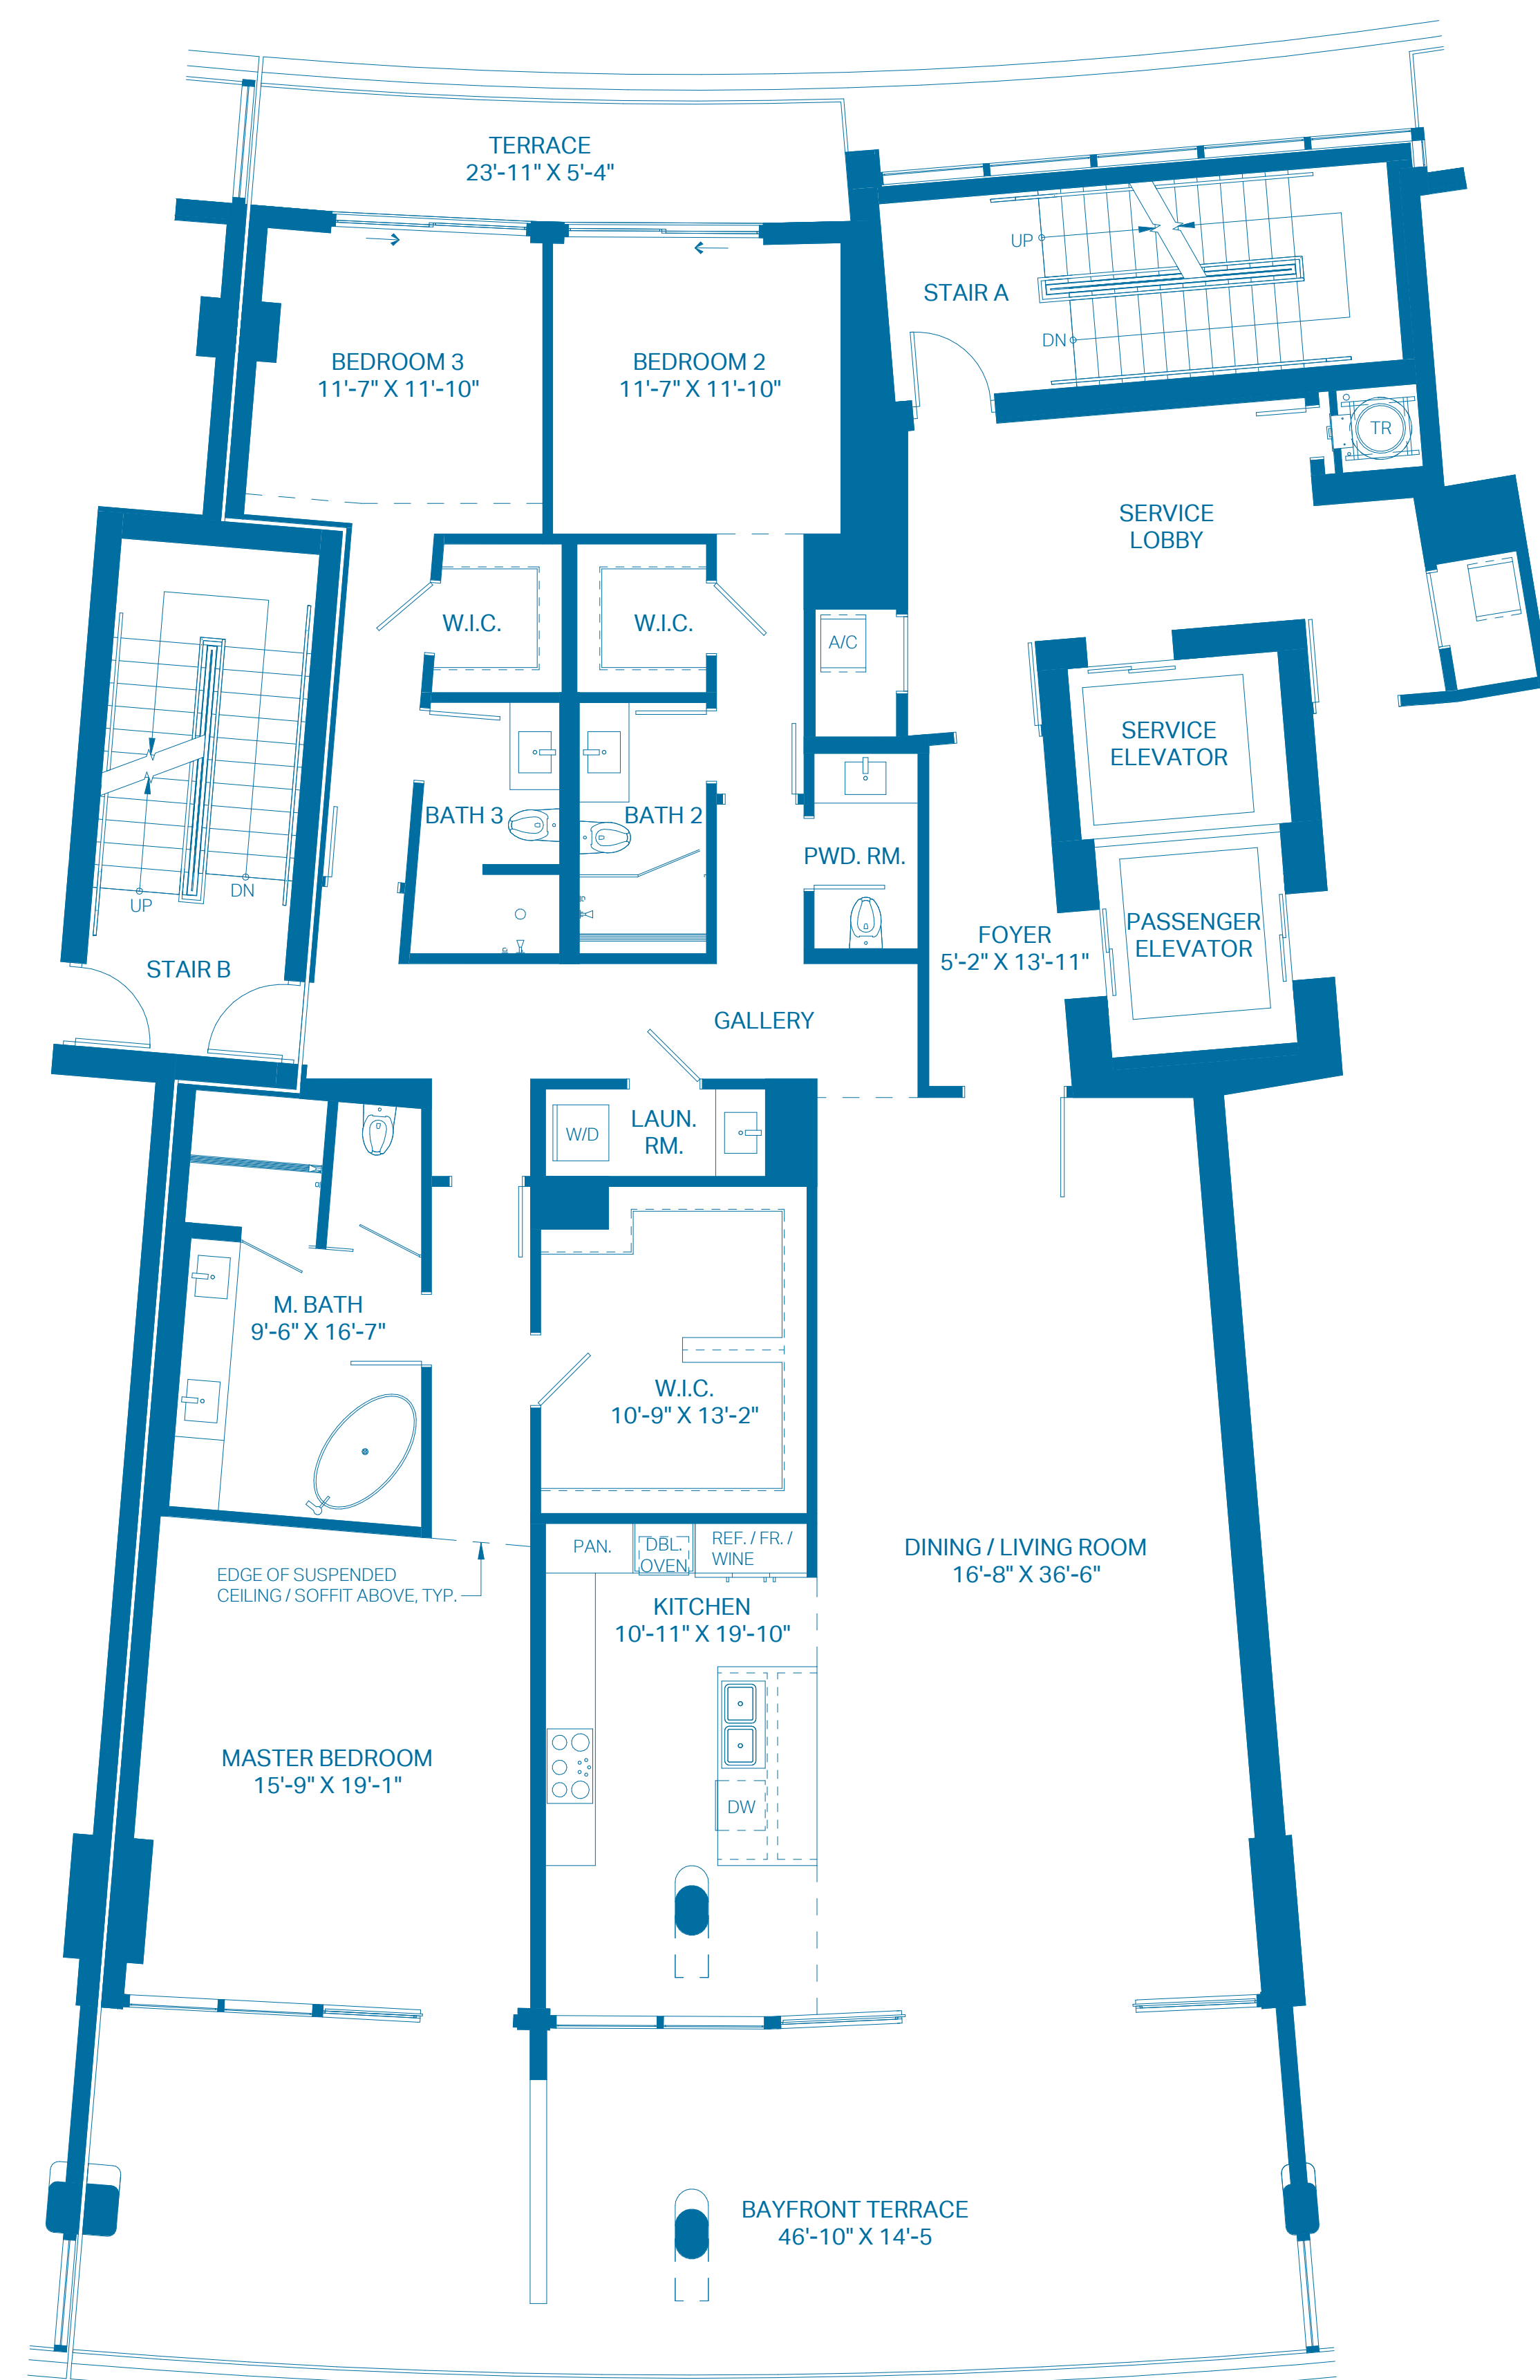 TERRACE
23'-11" X 5'-4"
UP
STAIR A
DN
BEDROOM 3
11'-7" X 11'-10"
BEDROOM 2
11'-7" X 11'-10"
TR
SERVICE
LOBBY
W.I.C.
W.I.C.
A/C
SERVICE
ELEVATOR
BATH 3
BATH 2
PWD. RM.
UP
DN
PASSENGER
ELEVATOR
FOYER
5'-2" X 13'-11"
STAIR B
GALLERY
W/D
LAUN.
RM.
M. BATH
9'-6" X 16'-7"
W.I.C.
10'-9" X 13'-2"
PAN.
DBL.
OVEN
REF. / FR. /
WINE
DINING / LIVING ROOM
16'-8" X 36'-6"
EDGE OF SUSPENDED
CEILING / SOFFIT ABOVE, TYP.
KITCHEN
10'-11" X 19'-10"
MASTER BEDROOM
15'-9" X 19'-1"
DW
BAYFRONT TERRACE
46'-10" X 14'-5